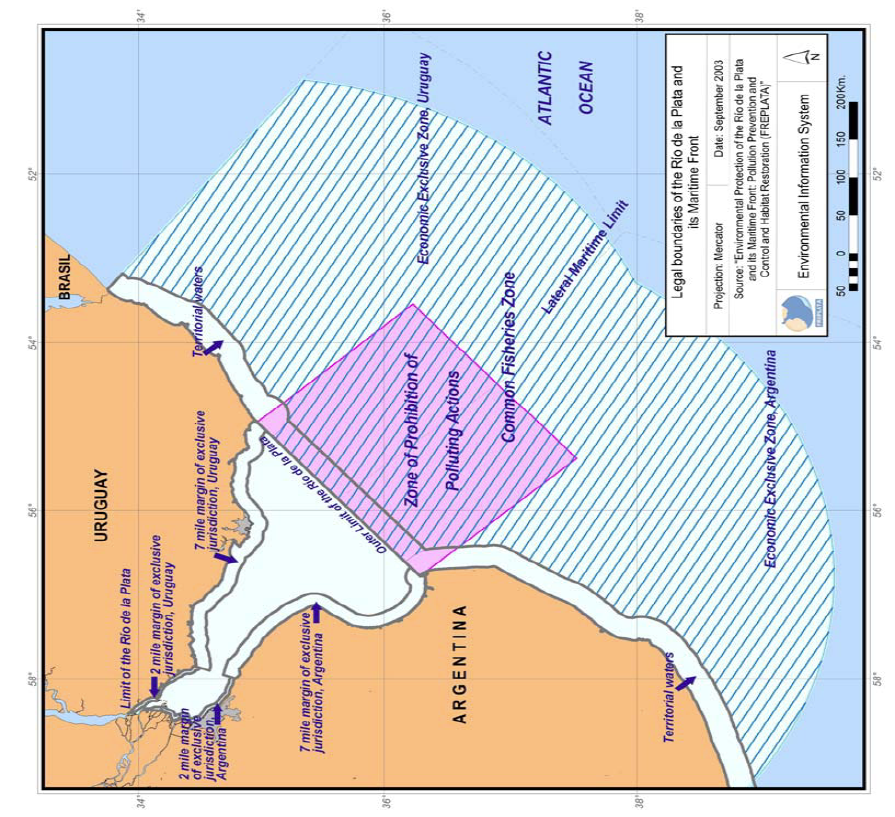 52°
54°
56°
58°
34°
36°
38°
BRASIL
URUGUAY
ARGENTINA
ATLANTIC
OCEAN
Economic Exclusive Zone, Uruguay
Territorial waters
Lateral Maritime Limit
Common Fisheries Zone
Zone of Prohibition of
Polluting Actions
Outer Limit of the Río de la Plata
7 mile margin of exclusive
jurisdiction, Uruguay
Limit of the Río de la Plata
2 mile margin of exclusive
jurisdiction, Uruguay
2 mile margin
of exclusive
jurisdiction,
Argentina
7 mile margin of exclusive
jurisdiction, Argentina
Territorial waters
Economic Exclusive Zone, Argentina
Legal boundaries of the Río de la Plata and
its Maritime Front
Projection: Mercator
Date: September 2003
Source: "Environmental Protection of the Río de la Plata
and its Maritime Front: Pollution Prevention and
Control and Habitat Restoration (FREPLATA)"
FREPLATA
Environmental Information System
N
50 0 50 100 150 200Km.
34°
36°
38°
52°
54°
56°
58°